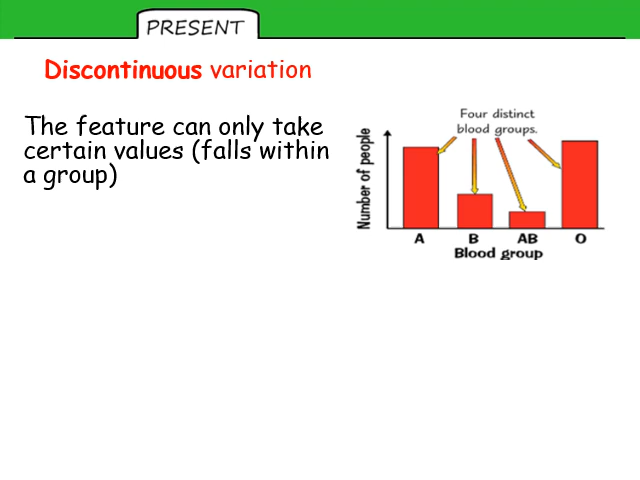 PRESENT
Discontinuous variation
The feature can only take
certain values (falls within
a group)
Four distinct
blood groups.
Number of people
A B AB O
Blood group